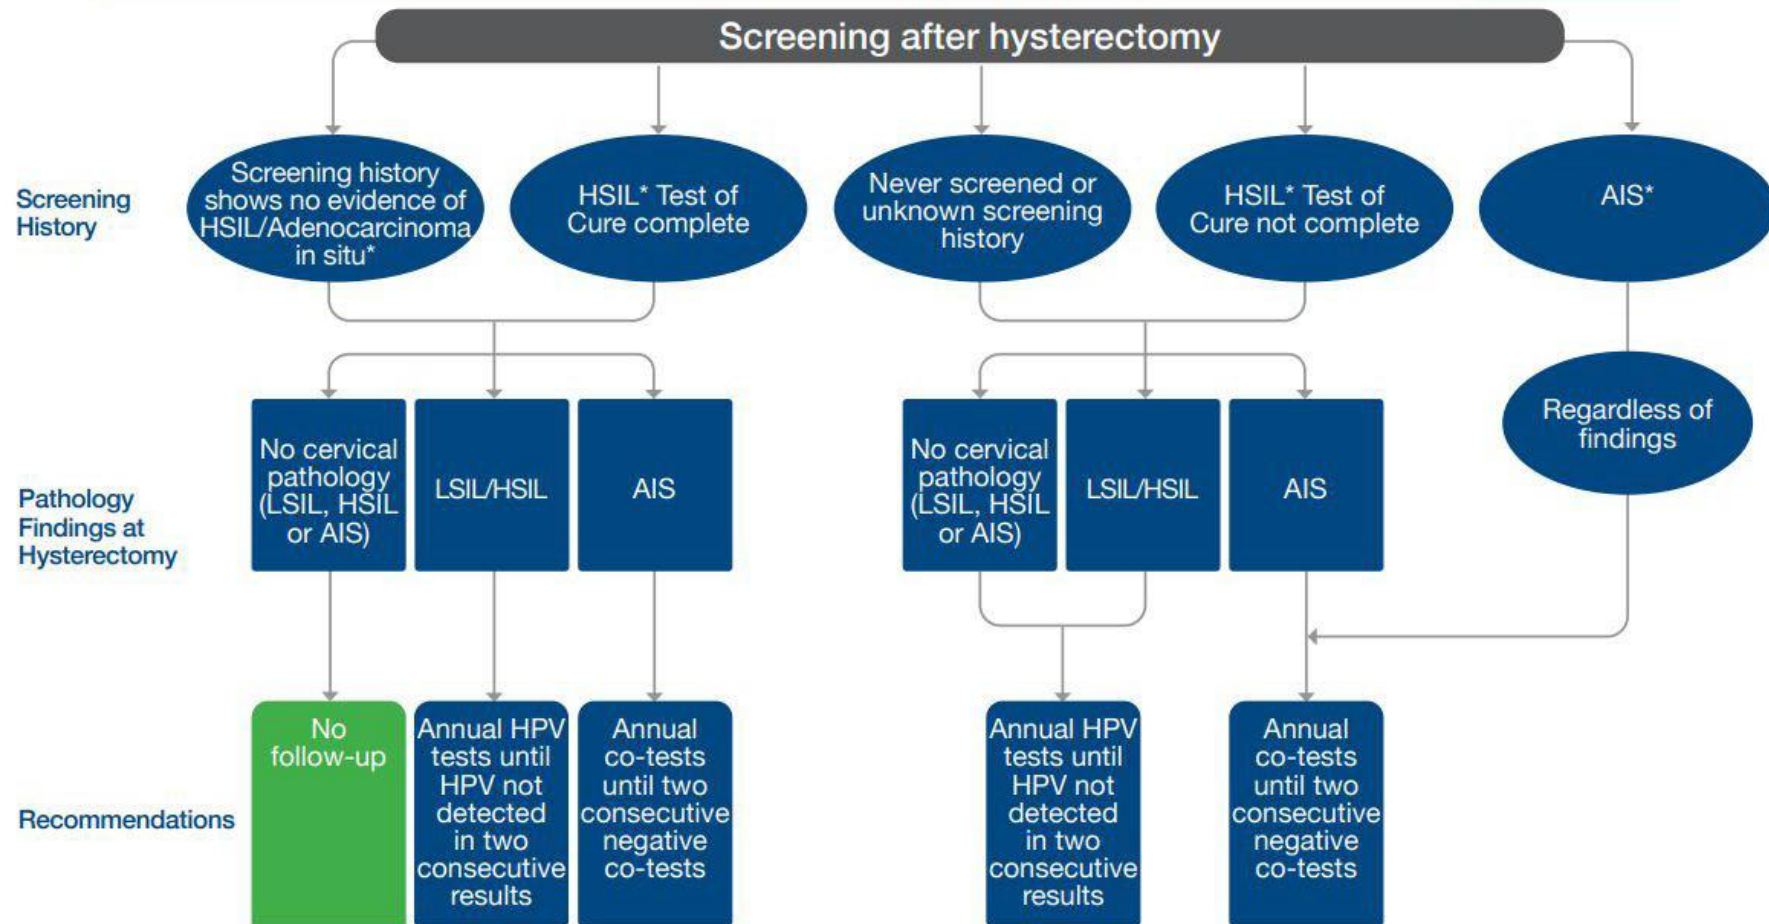 Screening after hysterectomy
Screening
History
Screening history
shows no evidence of
HSIL/Adenocarcinoma
in situ*
HSIL* Test of
Cure complete
Never screened or
unknown screening
history
HSIL* Test of
Cure not complete
AIS*
Regardless of
findings
Pathology
Findings at
Hysterectomy
No cervical
pathology
(LSIL, HSIL
or AIS)
LSIL/HSIL
AIS
No cervical
pathology
(LSIL, HSIL
or AIS)
LSIL/HSIL
AIS
Recommendations
No
follow-up
Annual HPV
tests until
HPV not
detected
in two
consecutive
results
Annual
co-tests
until two
consecutive
negative
co-tests
Annual HPV
tests until
HPV not
detected
in two
consecutive
results
Annual
co-tests
until two
consecutive
negative
co-tests